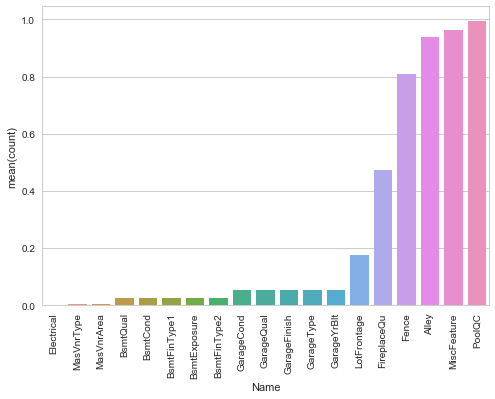 1.0
0.8
0.6
0.4
0.2
0.0
mean(count)
Electrical
MasVnrType
MasVnrArea
BsmtQual
BsmtCond
BsmtFinType1
BsmtExposure
BsmtFinType2
GarageCond
GarageQual
GarageFinish
GarageType
GarageYrBlt
LotFrontage
FireplaceQu
Fence
Alley
MiscFeature
PoolQC
Name